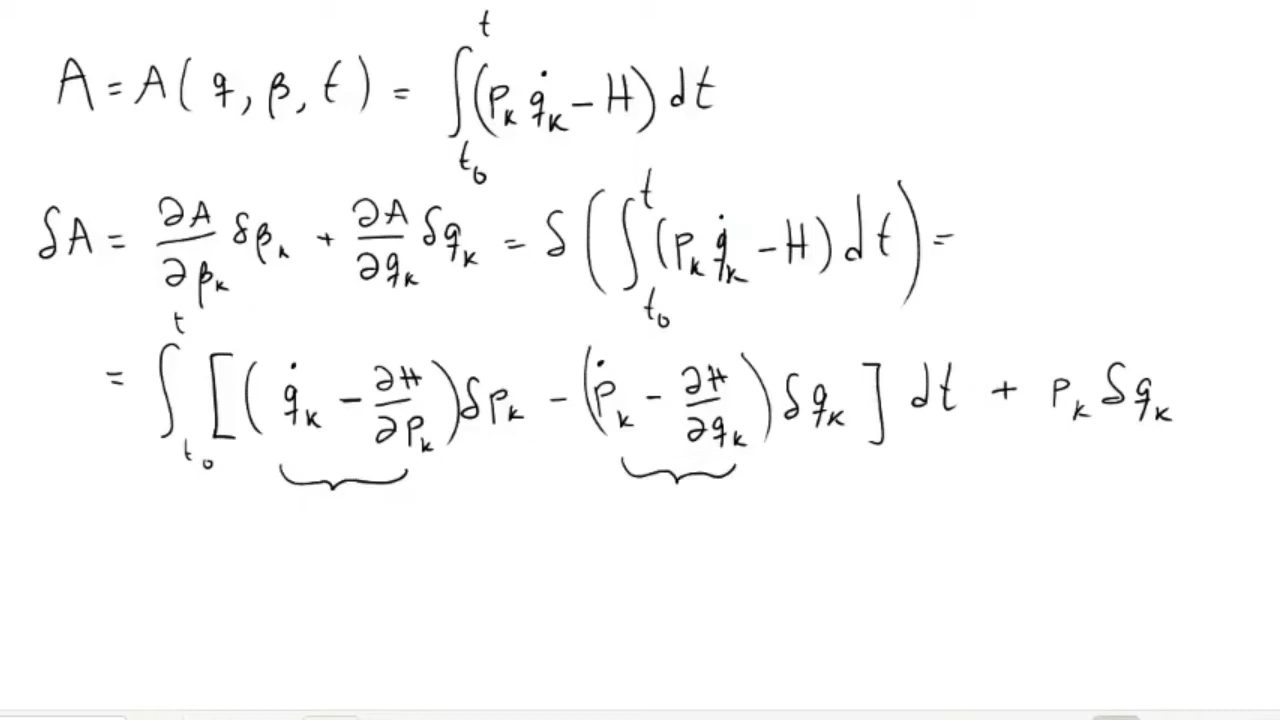 A = A(q, β, t) = ∫_{t₀}^{t} (p_k q̇_k − H) dt
δA = ∂A/∂β_k δβ_k + ∂A/∂q_k δq_k = δ(∫_{t₀}^{t} (p_k q̇_k − H) dt) =
= ∫_{t₀}^{t} [(q̇_k − ∂H/∂p_k) δp_k − (ṗ_k − ∂H/∂q_k) δq_k] dt + p_k δq_k